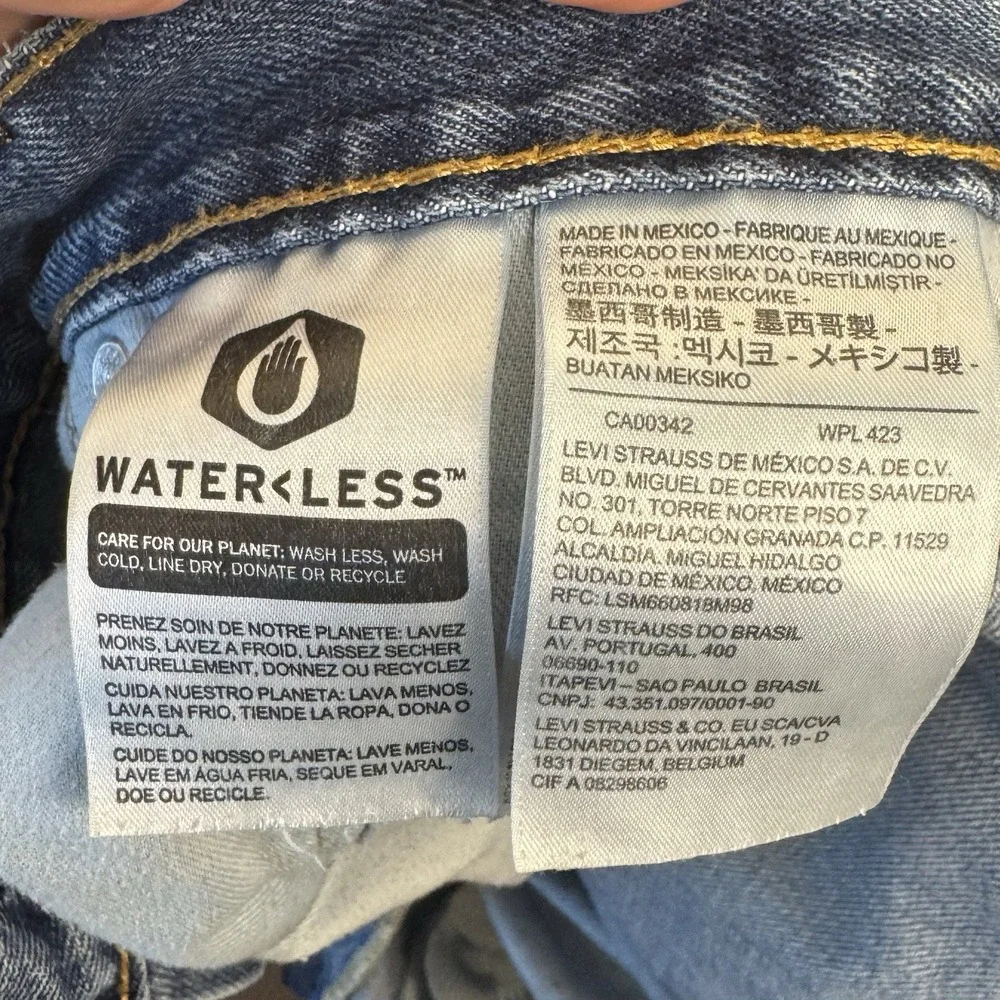 WATER<LESS™
CARE FOR OUR PLANET: WASH LESS, WASH
COLD, LINE DRY, DONATE OR RECYCLE
PRENEZ SOIN DE NOTRE PLANETE: LAVEZ
MOINS, LAVEZ A FROID, LAISSEZ SECHER
NATURELLEMENT, DONNEZ OU RECYCLEZ
CUIDA NUESTRO PLANETA: LAVA MENOS,
LAVA EN FRIO, TIENDE LA ROPA, DONA O
RECICLA.
CUIDE DO NOSSO PLANETA: LAVE MENOS,
LAVE EM ÁGUA FRIA, SEQUE EM VARAL,
DOE OU RECICLE.
MADE IN MEXICO - FABRIQUE AU MEXIQUE -
FABRICADO EN MEXICO - FABRICADO NO
MÉXICO - MEKSİKA' DA ÜRETİLMİSTİR -
СДЕЛАНО В МЕКСИКЕ -
墨西哥制造 - 墨西哥製 -
제조국 :멕시코 - メキシコ製 -
BUATAN MEKSIKO
CA00342 WPL 423
LEVI STRAUSS DE MÉXICO S.A. DE C.V.
BLVD. MIGUEL DE CERVANTES SAAVEDRA
NO. 301, TORRE NORTE PISO 7
COL. AMPLIACIÓN GRANADA C.P. 11529
ALCALDÍA. MIGUEL HIDALGO
CIUDAD DE MÉXICO. MÉXICO
RFC: LSM660818M98
LEVI STRAUSS DO BRASIL
AV. PORTUGAL, 400
06690-110
ITAPEVI – SAO PAULO BRASIL
CNPJ: 43.351.097/0001-90
LEVI STRAUSS & CO. EU SCA/CVA
LEONARDO DA VINCILAAN, 19 - D
1831 DIEGEM, BELGIUM
CIF A 08298606